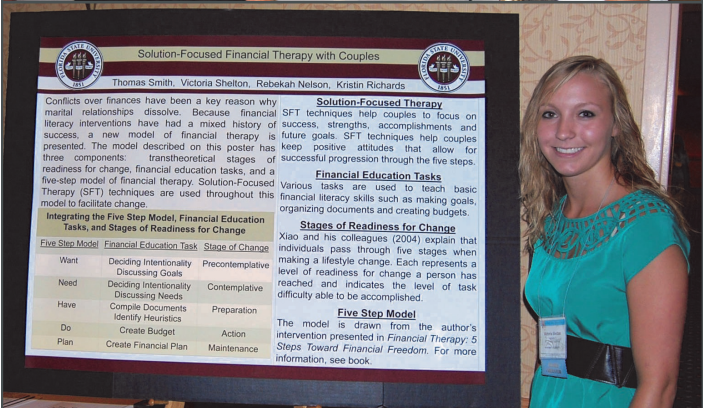 Solution-Focused Financial Therapy with Couples
FLORIDA STATE UNIVERSITY
1851
FLORIDA STATE UNIVERSITY
1851
Thomas Smith, Victoria Shelton, Rebekah Nelson, Kristin Richards
Conflicts over finances have been a key reason why
marital relationships dissolve. Because financial
literacy interventions have had a mixed history of
success, a new model of financial therapy is
presented. The model described on this poster has
three components: transtheoretical stages of
readiness for change, financial education tasks, and a
five-step model of financial therapy. Solution-Focused
Therapy (SFT) techniques are used throughout this
model to facilitate change.
Integrating the Five Step Model, Financial Education
Tasks, and Stages of Readiness for Change
Five Step Model Financial Education Task Stage of Change
Want Deciding Intentionality Precontemplative
Discussing Goals
Need Deciding Intentionality Contemplative
Discussing Needs
Have Compile Documents Preparation
Identify Heuristics
Do Create Budget Action
Plan Create Financial Plan Maintenance
Solution-Focused Therapy
SFT techniques help couples to focus on
success, strengths, accomplishments and
future goals. SFT techniques help couples
keep positive attitudes that allow for
successful progression through the five steps.
Financial Education Tasks
Various tasks are used to teach basic
financial literacy skills such as making goals,
organizing documents and creating budgets.
Stages of Readiness for Change
Xiao and his colleagues (2004) explain that
individuals pass through five stages when
making a lifestyle change. Each represents a
level of readiness for change a person has
reached and indicates the level of task
difficulty able to be accomplished.
Five Step Model
The model is drawn from the author's
intervention presented in Financial Therapy: 5
Steps Toward Financial Freedom. For more
information, see book.